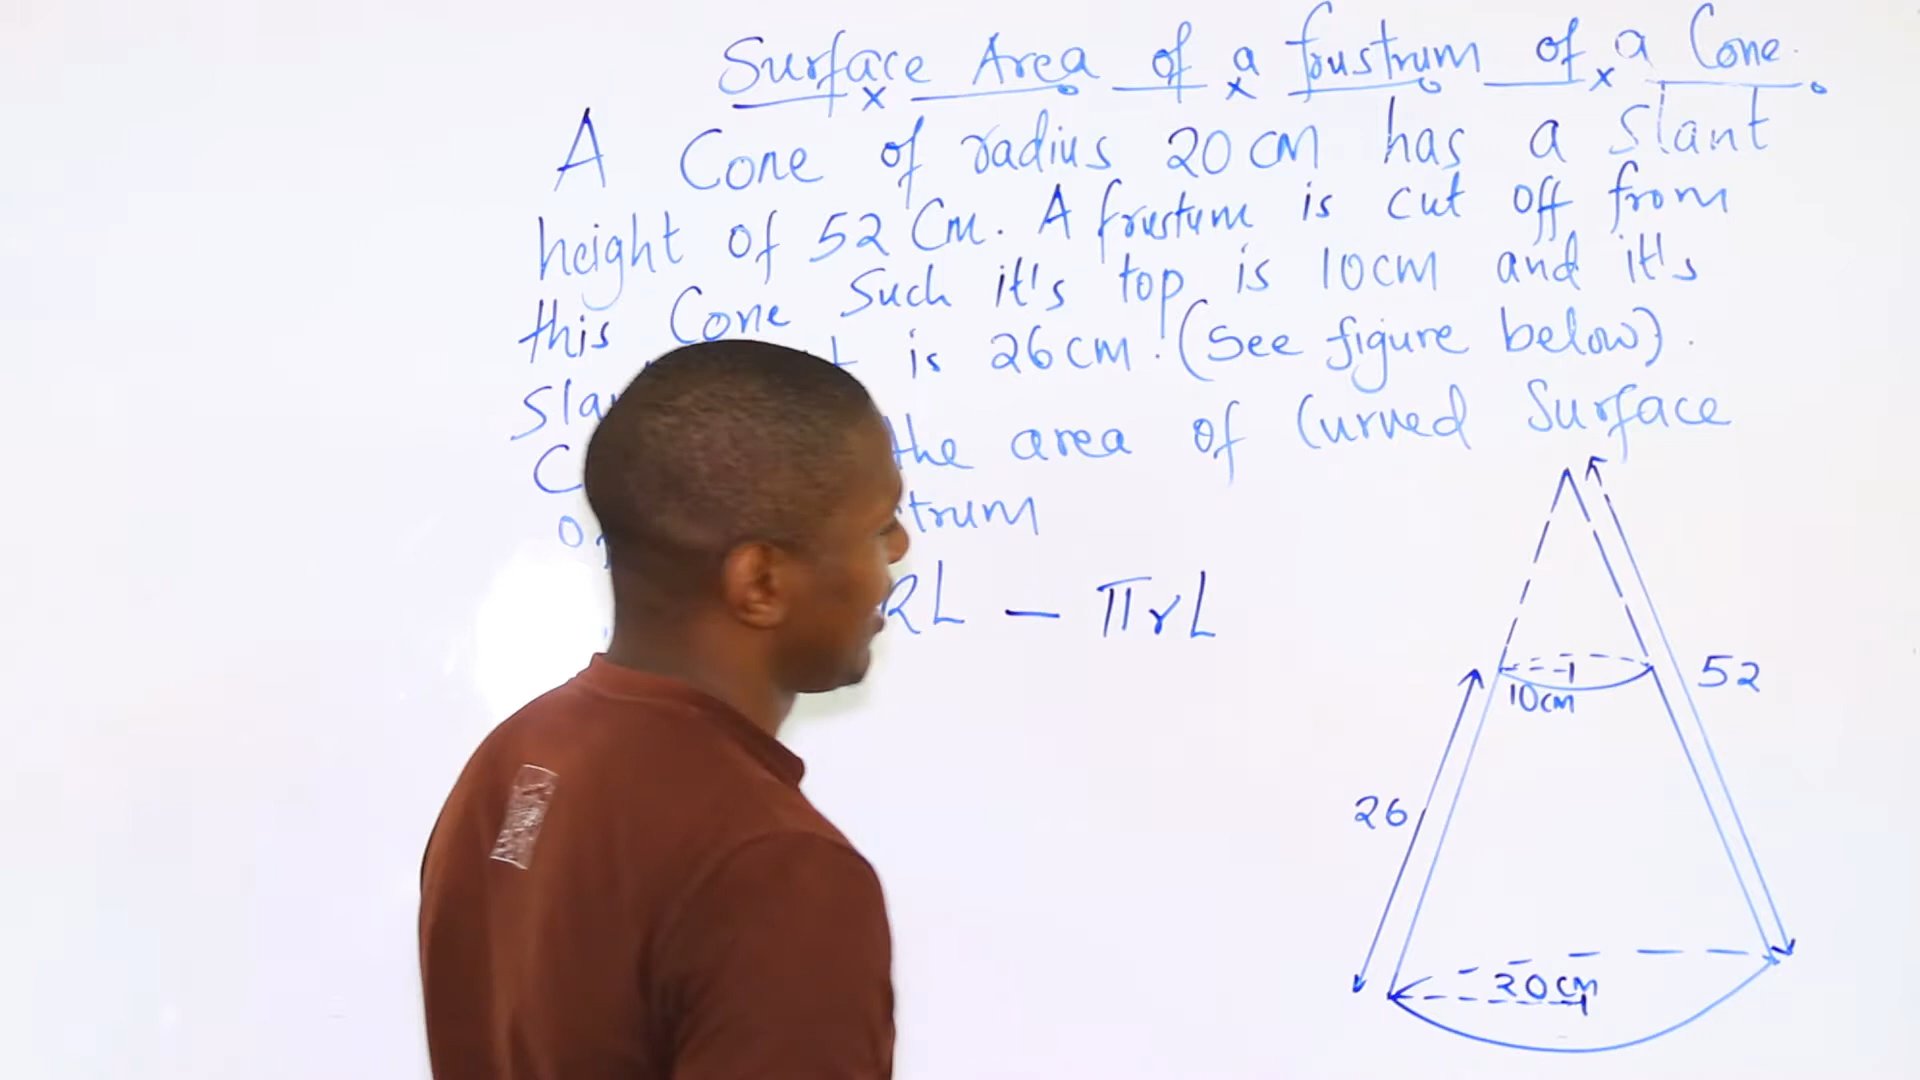 Surface Area of a frustrum of a Cone.
A Cone of radius 20 cm has a slant
height of 52 Cm. A frustum is cut off from
this Cone Such it's top is 10cm and it's
is 26cm. (See figure below).
the area of Curved Surface
RL - πrL
52
10cm
26
20cm